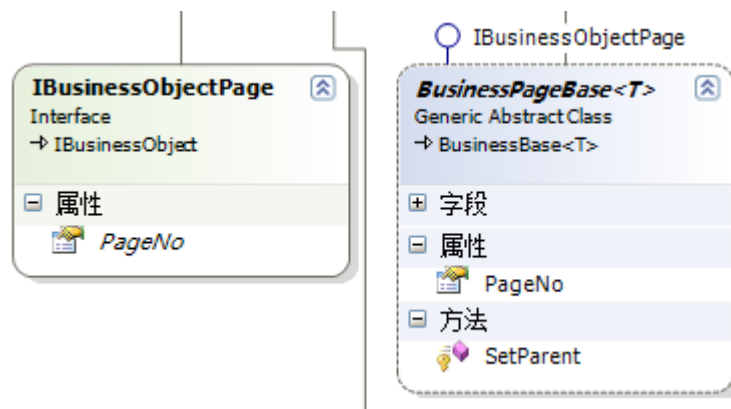 IBusinessObjectPage
Interface
IBusinessObject
属性
PageNo
IBusinessObjectPage
BusinessPageBase<T>
Generic Abstract Class
BusinessBase<T>
字段
属性
PageNo
方法
SetParent